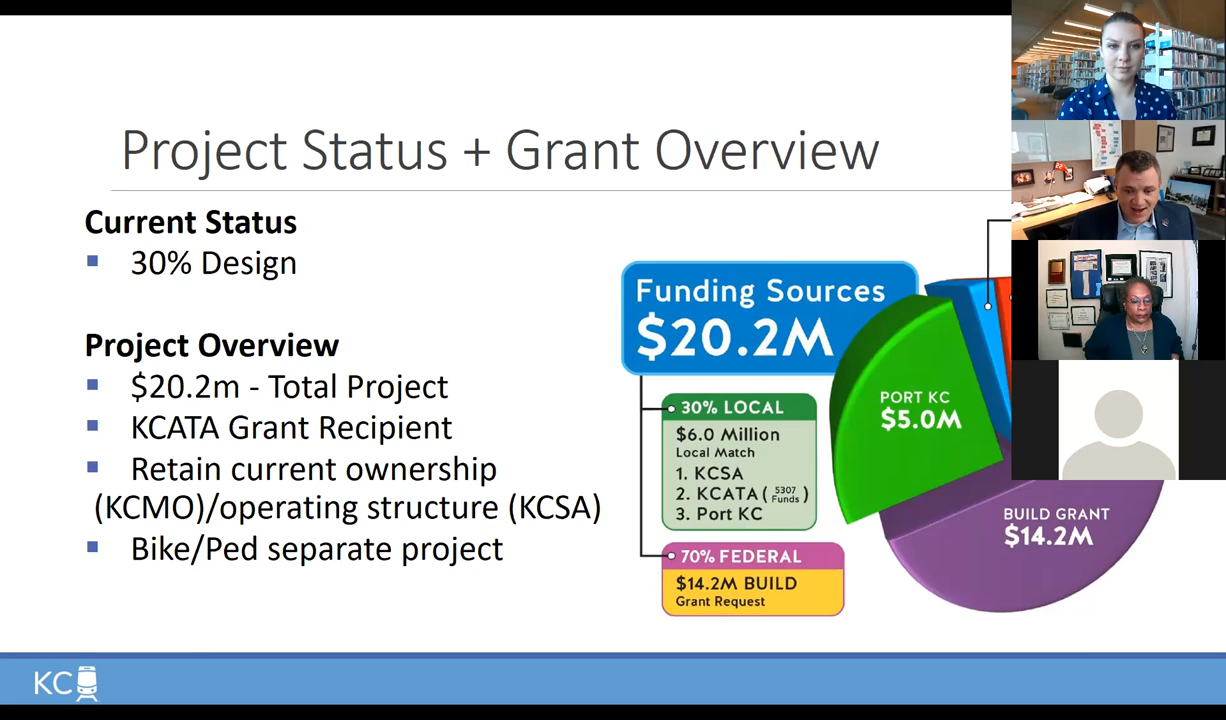 Project Status + Grant Overview
Current Status
30% Design
Project Overview
$20.2m - Total Project
KCATA Grant Recipient
Retain current ownership
(KCMO)/operating structure (KCSA)
Bike/Ped separate project
Funding Sources
$20.2M
30% LOCAL
$6.0 Million
Local Match
1. KCSA
2. KCATA (5307 Funds)
3. Port KC
70% FEDERAL
$14.2M BUILD
Grant Request
PORT KC
$5.0M
BUILD GRANT
$14.2M
KC